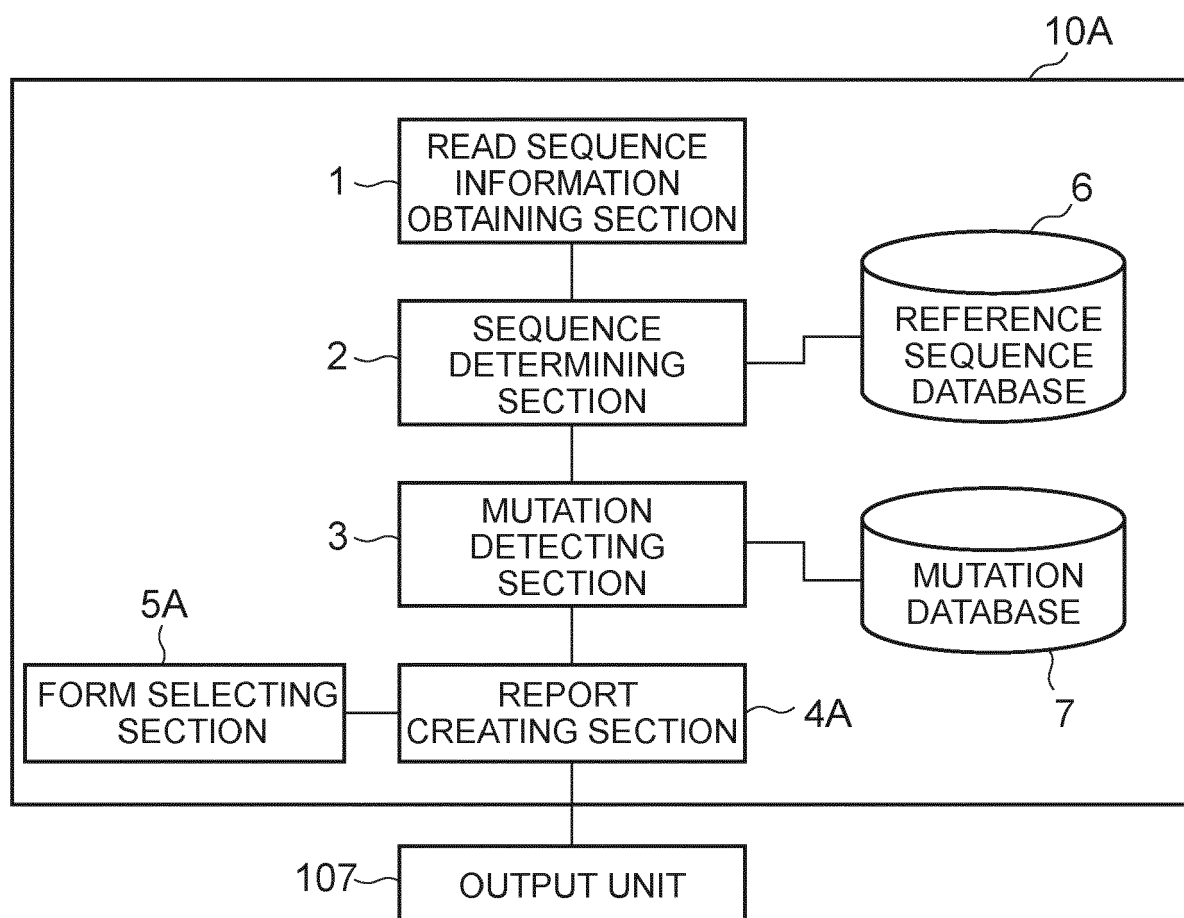 10A
READ SEQUENCE
INFORMATION
OBTAINING SECTION
1
6
SEQUENCE
DETERMINING
SECTION
2
REFERENCE
SEQUENCE
DATABASE
MUTATION
DETECTING
SECTION
3
MUTATION
DATABASE
7
5A
FORM SELECTING
SECTION
REPORT
CREATING SECTION
4A
107
OUTPUT UNIT